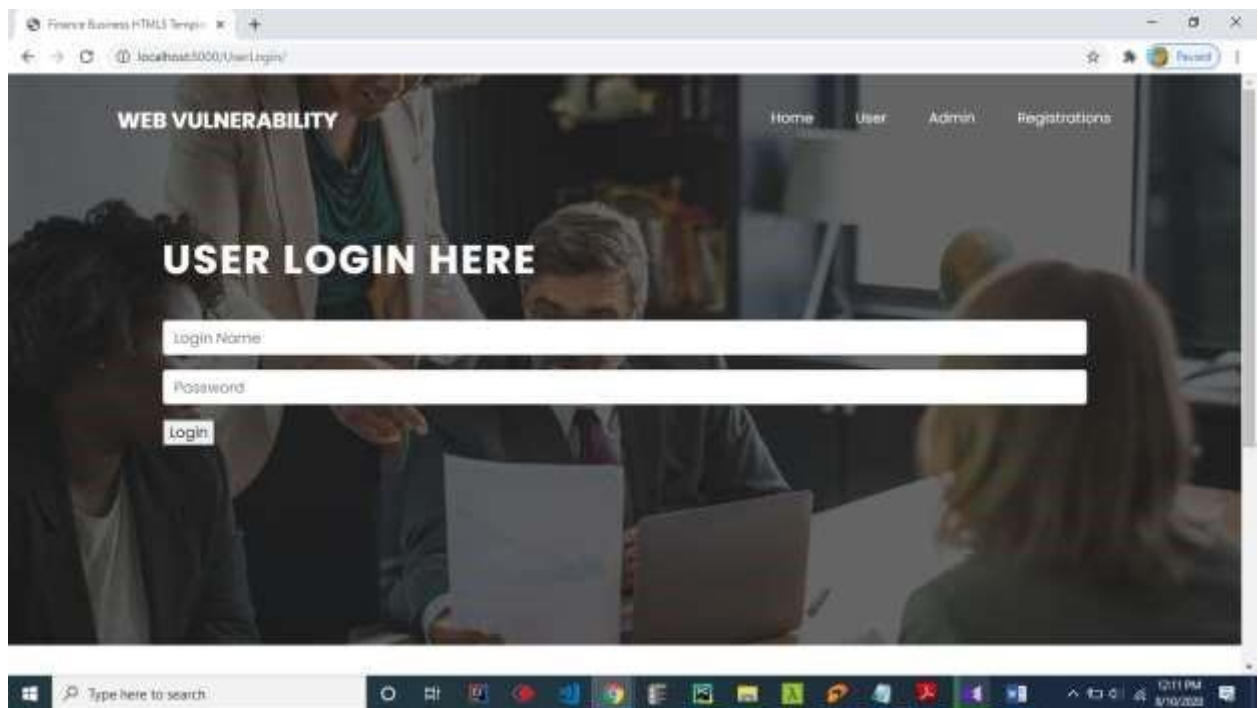 Finance Business HTML5 Templ
localhost:5000/UserLogin/
Paused
WEB VULNERABILITY
Home User Admin Registrations
USER LOGIN HERE
Login Name
Password
Login
Type here to search
12:11 PM